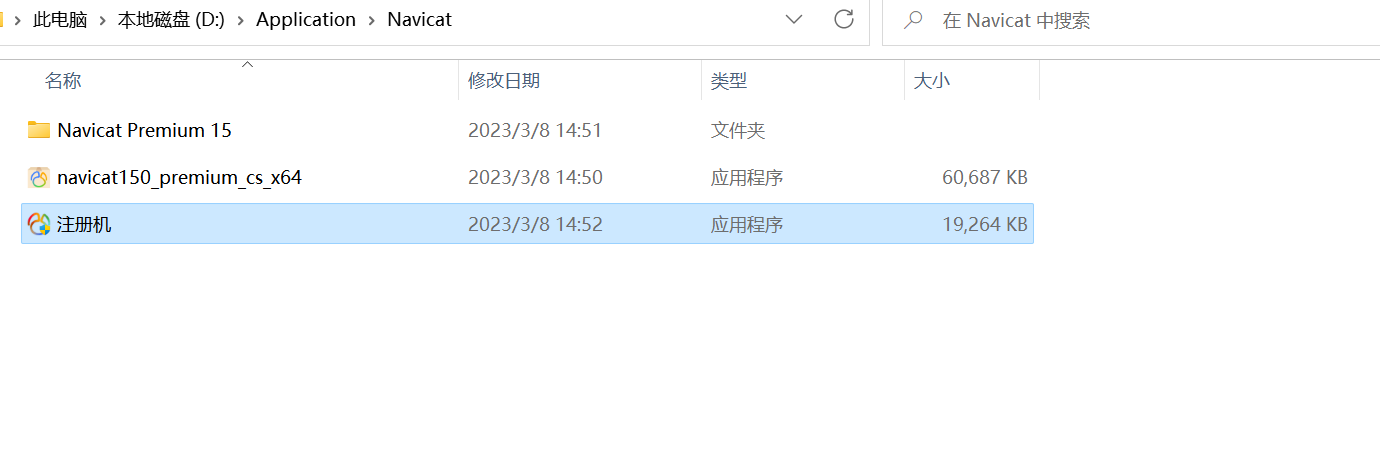 此电脑 › 本地磁盘 (D:) › Application › Navicat
在 Navicat 中搜索
名称 修改日期 类型 大小
Navicat Premium 15 2023/3/8 14:51 文件夹
navicat150_premium_cs_x64 2023/3/8 14:50 应用程序 60,687 KB
注册机 2023/3/8 14:52 应用程序 19,264 KB